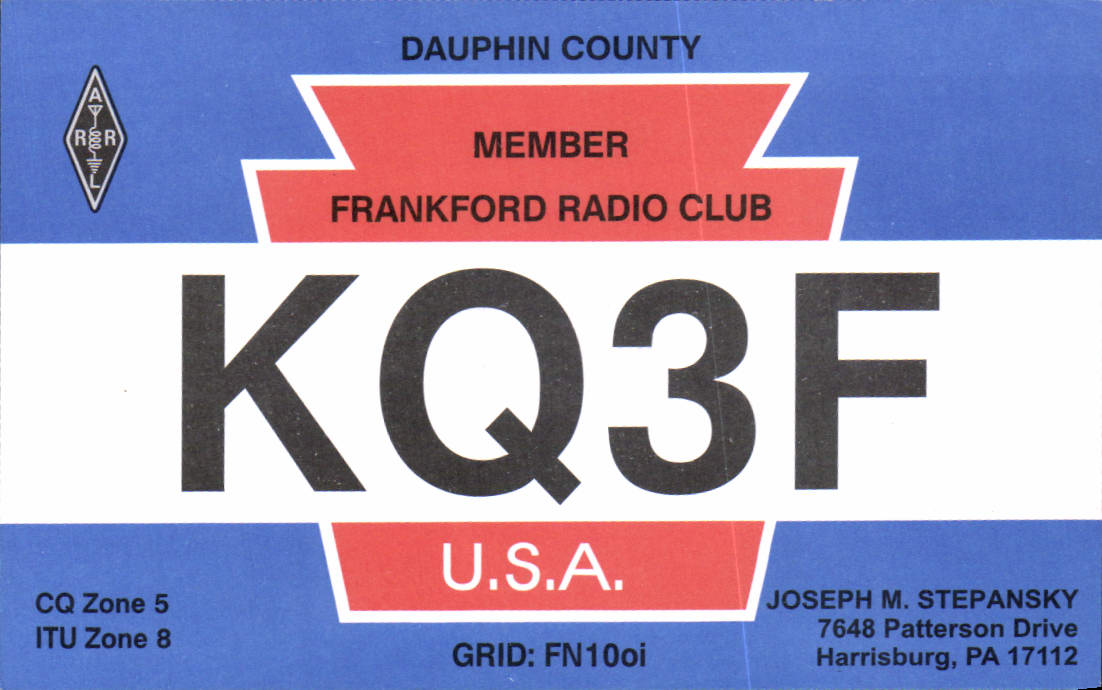 DAUPHIN COUNTY
A
R R
L
MEMBER
FRANKFORD RADIO CLUB
KQ3F
U.S.A.
CQ Zone 5
ITU Zone 8
GRID: FN10oi
JOSEPH M. STEPANSKY
7648 Patterson Drive
Harrisburg, PA 17112